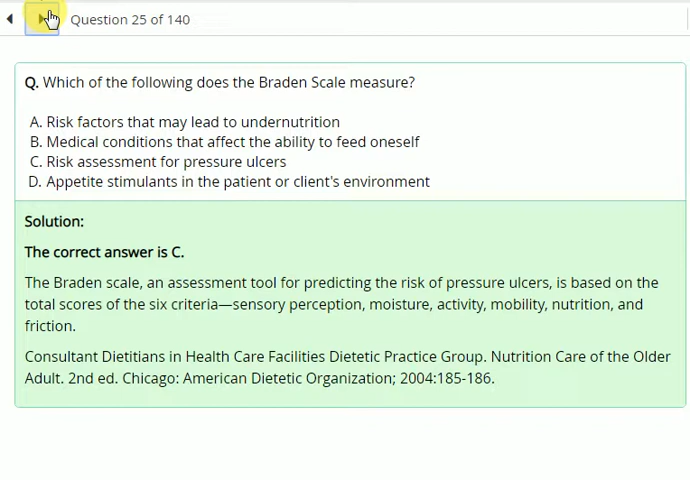 Question 25 of 140
Q. Which of the following does the Braden Scale measure?
A. Risk factors that may lead to undernutrition
B. Medical conditions that affect the ability to feed oneself
C. Risk assessment for pressure ulcers
D. Appetite stimulants in the patient or client's environment
Solution:
The correct answer is C.
The Braden scale, an assessment tool for predicting the risk of pressure ulcers, is based on the
total scores of the six criteria—sensory perception, moisture, activity, mobility, nutrition, and
friction.
Consultant Dietitians in Health Care Facilities Dietetic Practice Group. Nutrition Care of the Older
Adult. 2nd ed. Chicago: American Dietetic Organization; 2004:185-186.